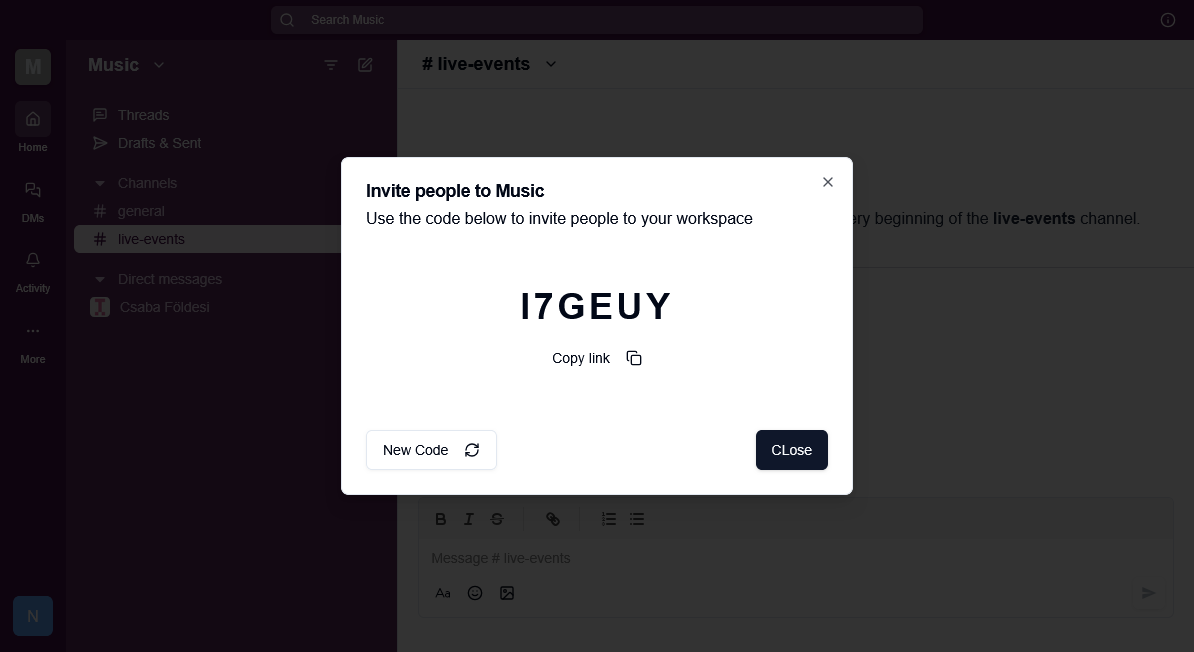 Search Music
M
Music
# live-events
Home
DMs
Activity
More
Threads
Drafts & Sent
Channels
# general
# live-events
Direct messages
Csaba Földesi
Invite people to Music
Use the code below to invite people to your workspace
ery beginning of the live-events channel.
I7GEUY
Copy link
New Code
CLose
B I S
Message # live-events
Aa
N